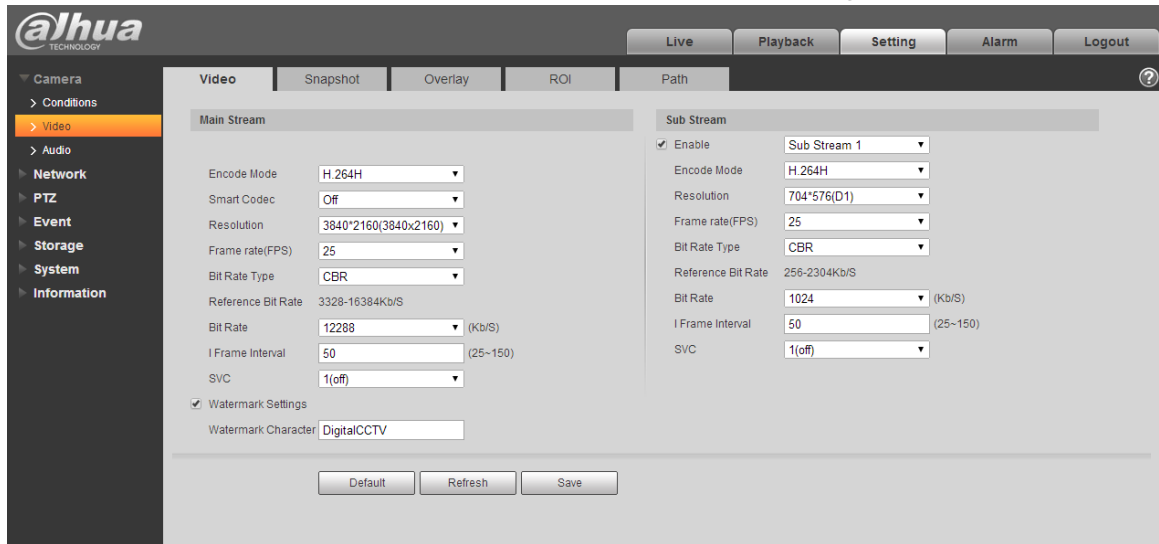 alhua
TECHNOLOGY
Live Playback Setting Alarm Logout
Camera
Conditions
Video
Audio
Network
PTZ
Event
Storage
System
Information
Video Snapshot Overlay ROI Path
?
Main Stream
Encode Mode H.264H
Smart Codec Off
Resolution 3840*2160(3840x2160)
Frame rate(FPS) 25
Bit Rate Type CBR
Reference Bit Rate 3328-16384Kb/S
Bit Rate 12288 (Kb/S)
I Frame Interval 50 (25~150)
SVC 1(off)
Watermark Settings
Watermark Character DigitalCCTV
Sub Stream
Enable Sub Stream 1
Encode Mode H.264H
Resolution 704*576(D1)
Frame rate(FPS) 25
Bit Rate Type CBR
Reference Bit Rate 256-2304Kb/S
Bit Rate 1024 (Kb/S)
I Frame Interval 50 (25~150)
SVC 1(off)
Default Refresh Save